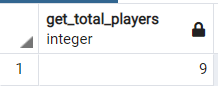 get_total_players
integer
1 9